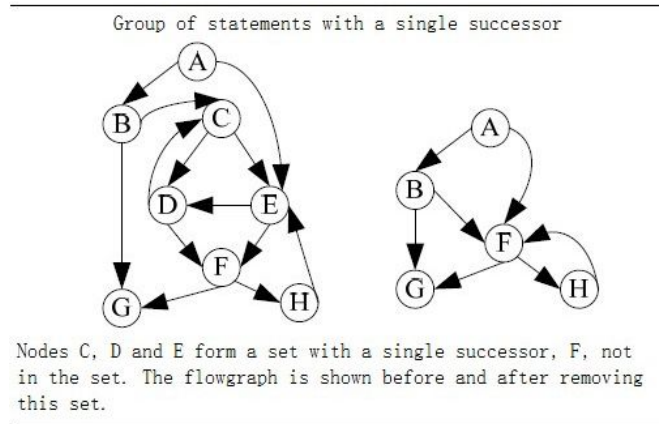 Group of statements with a single successor
A
B
C
D
E
F
G
H
A
B
F
G
H
Nodes C, D and E form a set with a single successor, F, not
in the set. The flowgraph is shown before and after removing
this set.